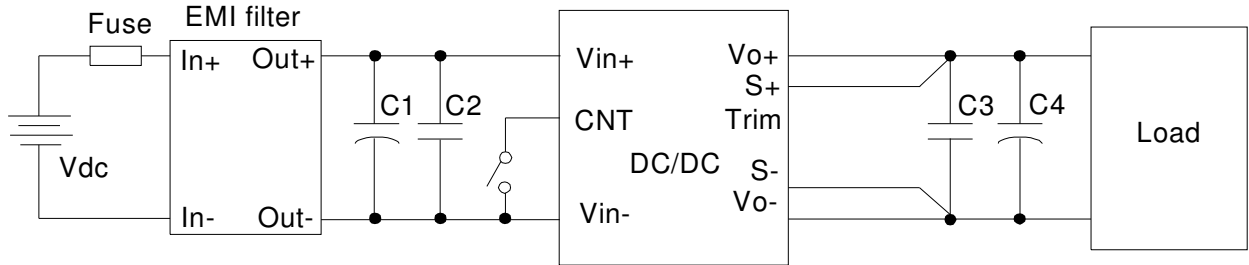 Fuse
EMI filter
In+
Out+
Vin+
Vo+
S+
C1
C2
CNT
Trim
C3
C4
Load
Vdc
DC/DC
S-
In-
Out-
Vin-
Vo-